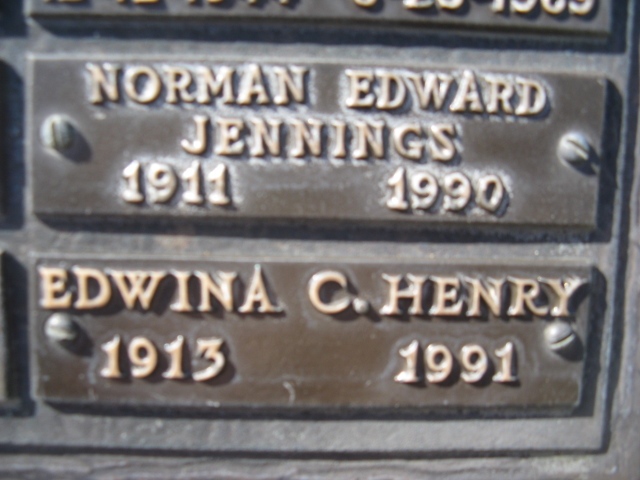 NORMAN EDWARD
JENNINGS
1911 1990
EDWINA C. HENRY
1913 1991